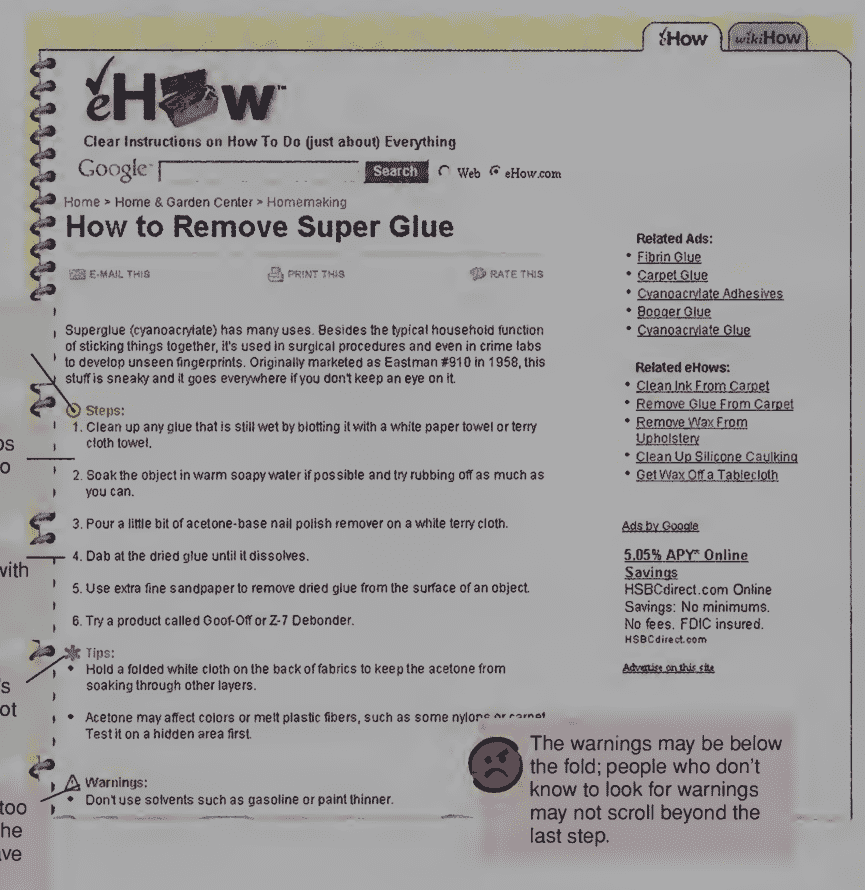 eHow
wikiHow
eHow™
Clear Instructions on How To Do (just about) Everything
Google™
Search
Web
eHow.com
Home > Home & Garden Center > Homemaking
How to Remove Super Glue
E-MAIL THIS
PRINT THIS
RATE THIS
Superglue (cyanoacrylate) has many uses. Besides the typical household function
of sticking things together, it's used in surgical procedures and even in crime labs
to develop unseen fingerprints. Originally marketed as Eastman #910 in 1958, this
stuff is sneaky and it goes everywhere if you don't keep an eye on it.
Steps:
1. Clean up any glue that is still wet by blotting it with a white paper towel or terry
cloth towel.
2. Soak the object in warm soapy water if possible and try rubbing off as much as
you can.
3. Pour a little bit of acetone-base nail polish remover on a white terry cloth.
4. Dab at the dried glue until it dissolves.
5. Use extra fine sandpaper to remove dried glue from the surface of an object.
6. Try a product called Goof-Off or Z-7 Debonder.
Tips:
• Hold a folded white cloth on the back of fabrics to keep the acetone from
soaking through other layers.
• Acetone may affect colors or melt plastic fibers, such as some nylons or carpet.
Test it on a hidden area first.
Warnings:
• Don't use solvents such as gasoline or paint thinner.
Related Ads:
• Fibrin Glue
• Carpet Glue
• Cyanoacrylate Adhesives
• Booger Glue
• Cyanoacrylate Glue
Related eHows:
• Clean Ink From Carpet
• Remove Glue From Carpet
• Remove Wax From
Upholstery
• Clean Up Silicone Caulking
• Get Wax Off a Tablecloth
Ads by Google
5.05% APY* Online
Savings
HSBCdirect.com Online
Savings: No minimums.
No fees. FDIC insured.
HSBCdirect.com
Advertise on this site
The warnings may be below
the fold; people who don't
know to look for warnings
may not scroll beyond the
last step.
with
too